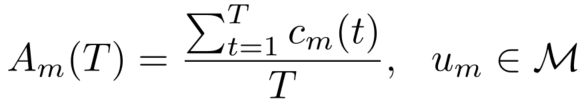 $A_m(T) = \frac{\sum_{t=1}^{T} c_m(t)}{T}, \quad u_m \in \mathcal{M}$